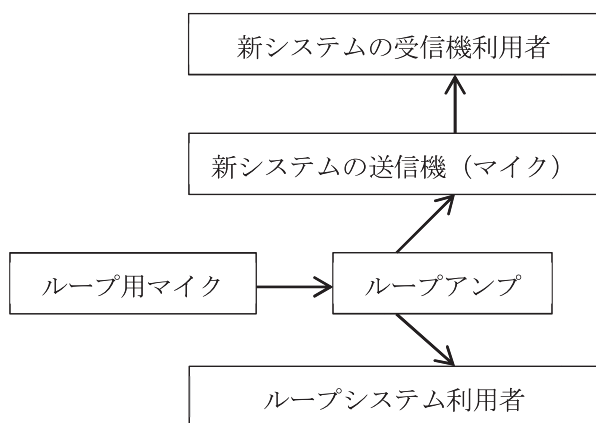 新システムの受信機利用者
新システムの送信機（マイク）
ループ用マイク
ループアンプ
ループシステム利用者